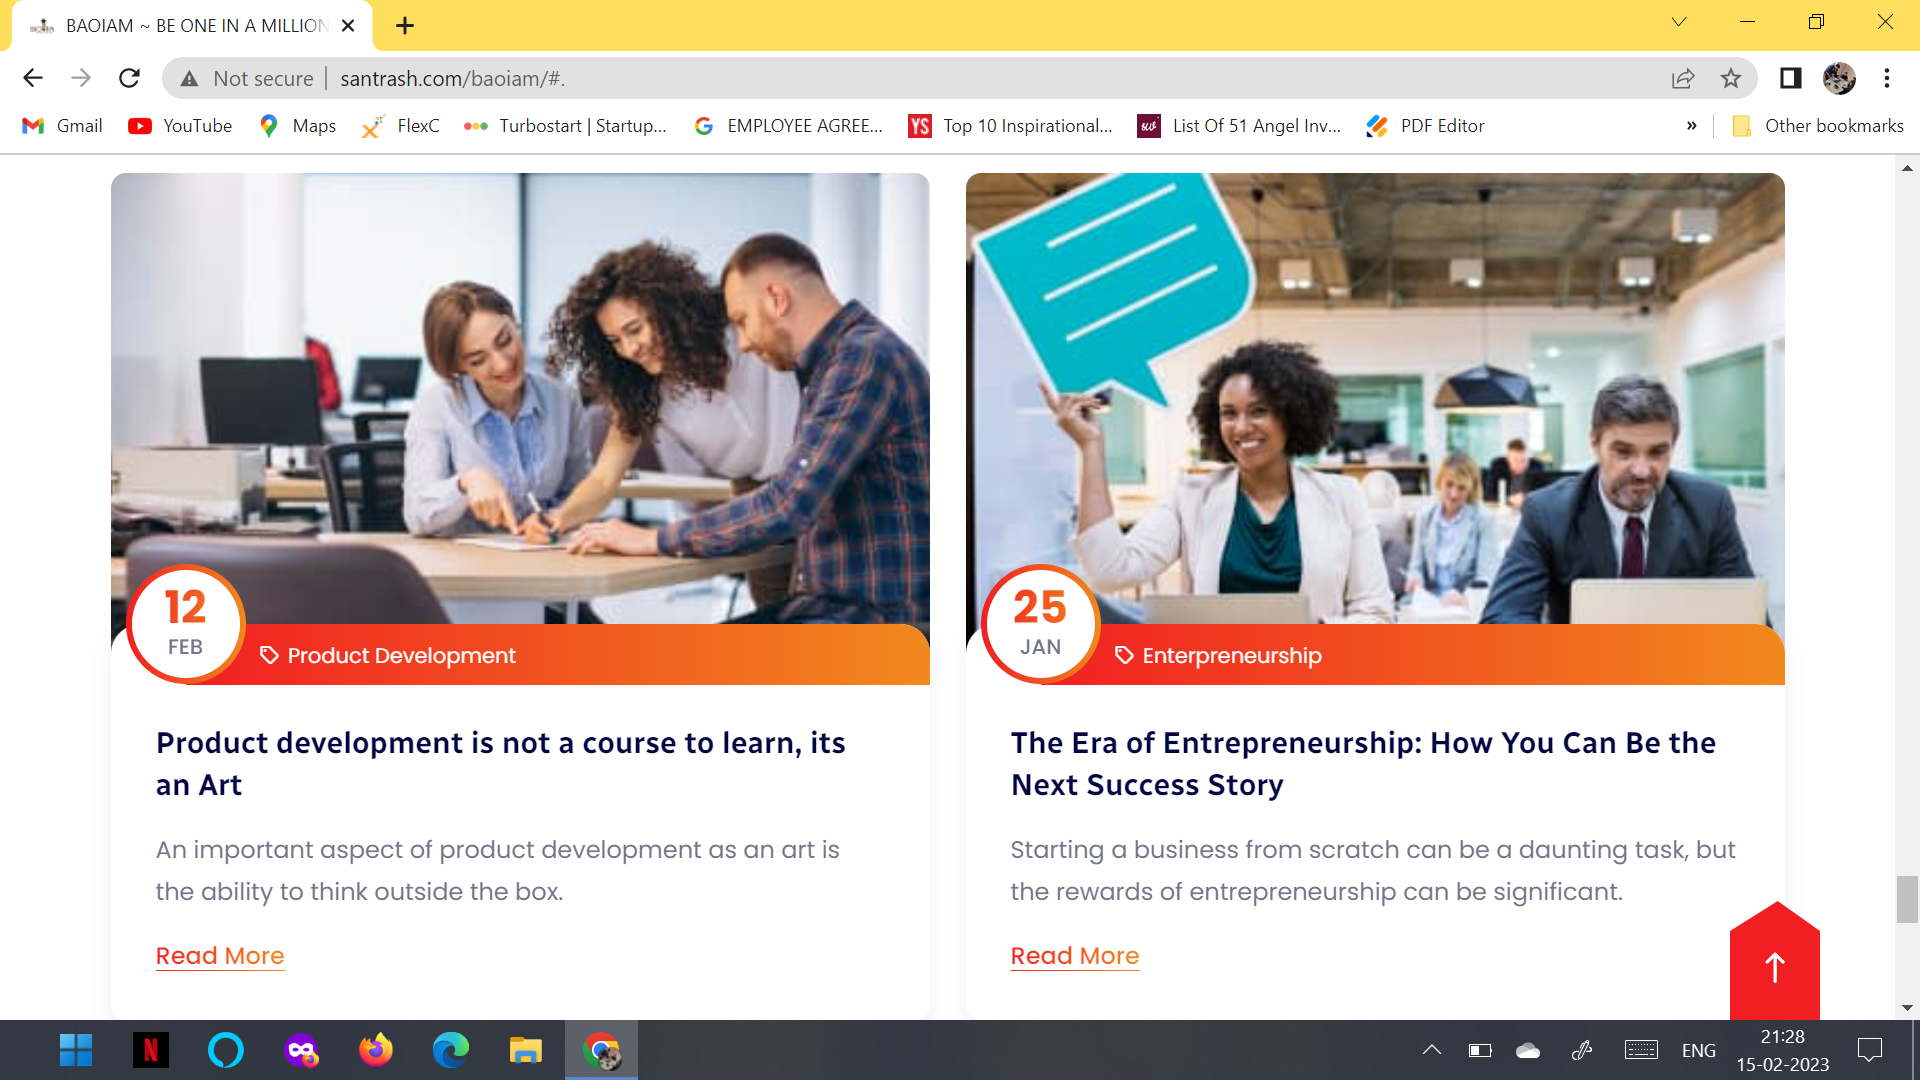 BAOIAM ~ BE ONE IN A MILLION
Not secure
santrash.com/baoiam/#.
Gmail
YouTube
Maps
FlexC
Turbostart | Startup...
EMPLOYEE AGREE...
YS
Top 10 Inspirational...
List Of 51 Angel Inv...
PDF Editor
»
Other bookmarks
12
FEB
Product Development
Product development is not a course to learn, its
an Art
An important aspect of product development as an art is
the ability to think outside the box.
Read More
25
JAN
Enterpreneurship
The Era of Entrepreneurship: How You Can Be the
Next Success Story
Starting a business from scratch can be a daunting task, but
the rewards of entrepreneurship can be significant.
Read More
N
ENG
21:28
15-02-2023